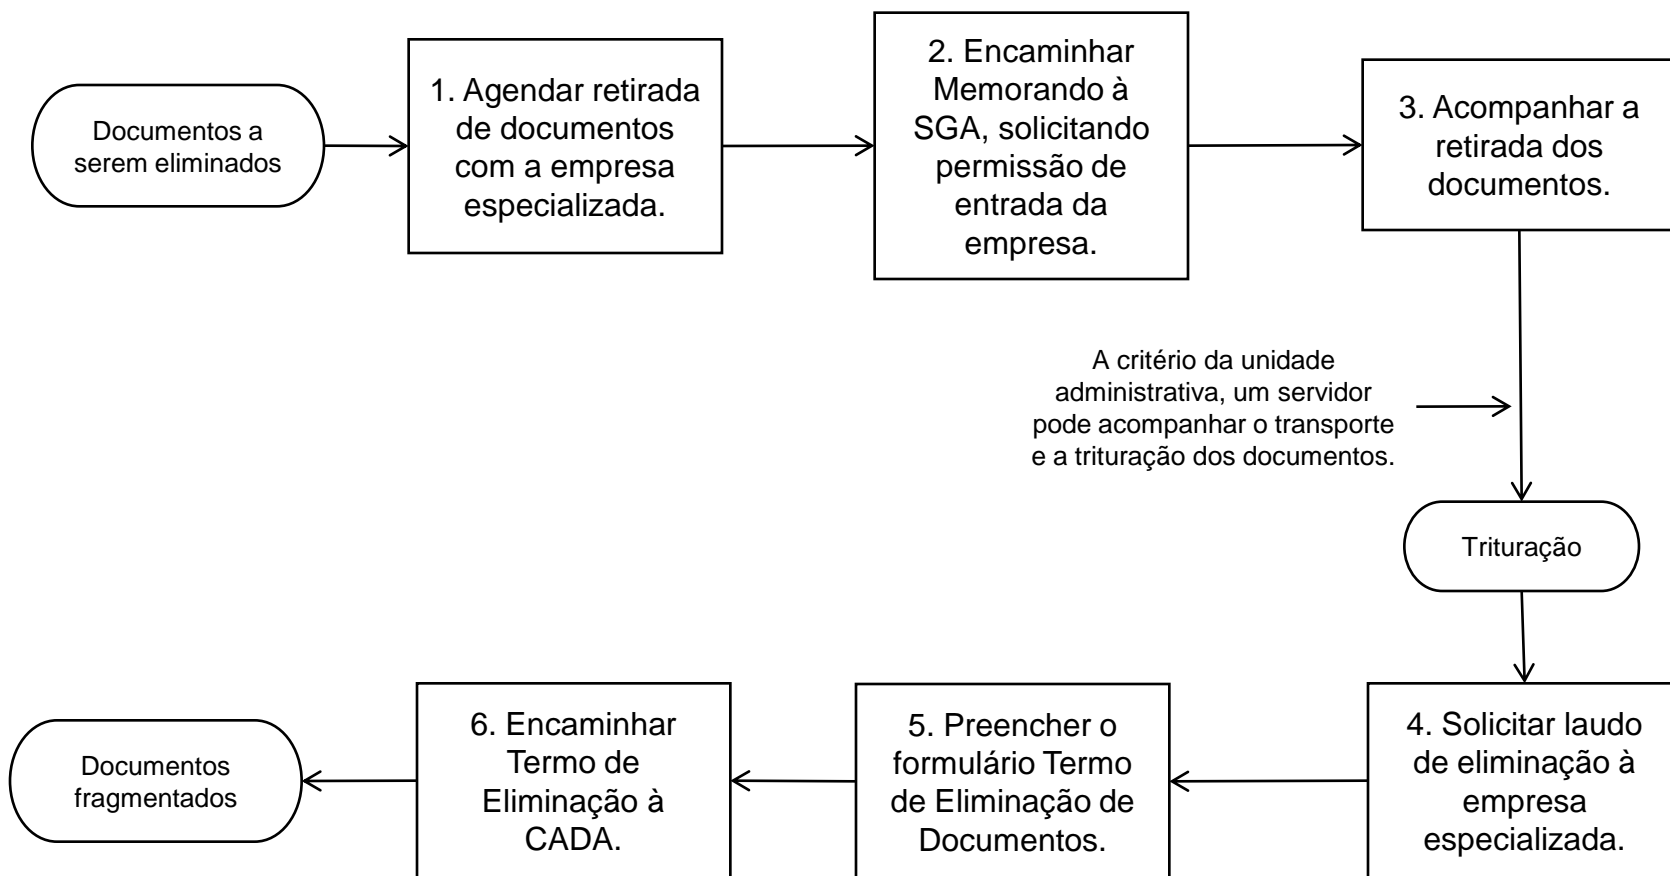 Documentos a
serem eliminados
1. Agendar retirada
de documentos
com a empresa
especializada.
2. Encaminhar
Memorando à
SGA, solicitando
permissão de
entrada da
empresa.
3. Acompanhar a
retirada dos
documentos.
A critério da unidade
administrativa, um servidor
pode acompanhar o transporte
e a trituração dos documentos.
Trituração
4. Solicitar laudo
de eliminação à
empresa
especializada.
5. Preencher o
formulário Termo
de Eliminação de
Documentos.
6. Encaminhar
Termo de
Eliminação à
CADA.
Documentos
fragmentados